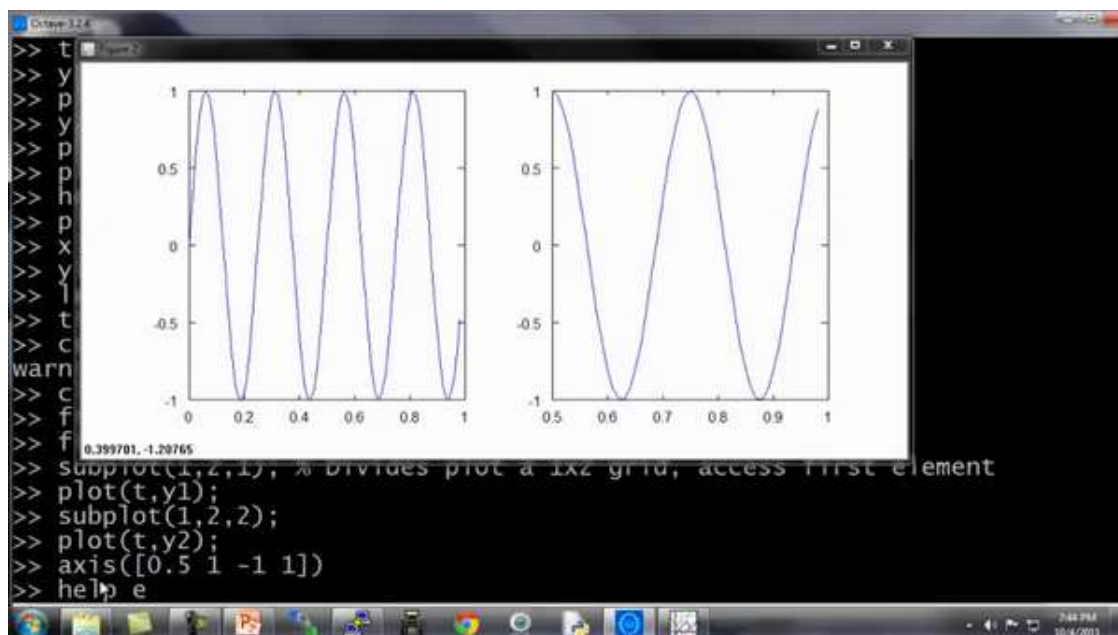 Octave-3.2.4
>> t
>> y
>> p
>> y
>> p
>> p
>> h
>> p
>> x
>> y
>> l
>> t
>> c
warn
>> c
>> f
>> f
Figure 2
1
0.5
0
-0.5
-1
0
0.2
0.4
0.6
0.8
1
1
0.5
0
-0.5
-1
0.5
0.6
0.7
0.8
0.9
1
0.399701, -1.20765
>> subplot(1,2,1); % Divides plot a 1x2 grid, access first element
>> plot(t,y1);
>> subplot(1,2,2);
>> plot(t,y2);
>> axis([0.5 1 -1 1])
>> help e
2:44 PM